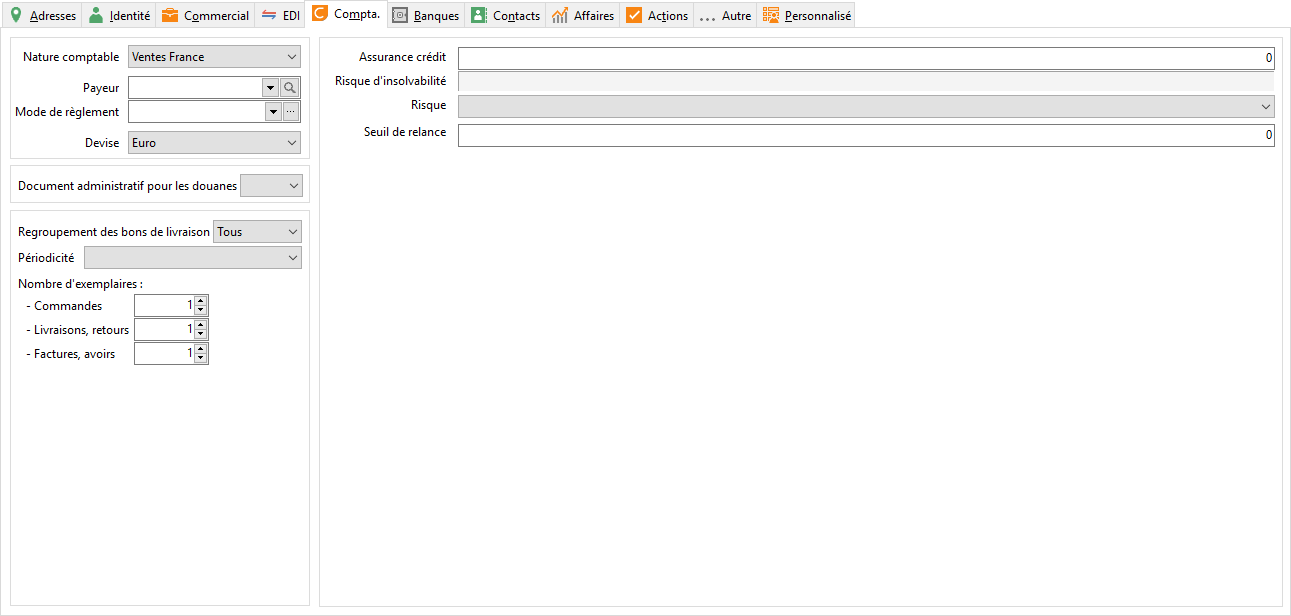 Adresses Identité Commercial EDI Compta. Banques Contacts Affaires Actions ... Autre Personnalisé
Nature comptable Ventes France
Payeur
Mode de règlement ...
Devise Euro
Document administratif pour les douanes
Regroupement des bons de livraison Tous
Périodicité
Nombre d'exemplaires :
- Commandes 1
- Livraisons, retours 1
- Factures, avoirs 1
Assurance crédit 0
Risque d'insolvabilité
Risque
Seuil de relance 0